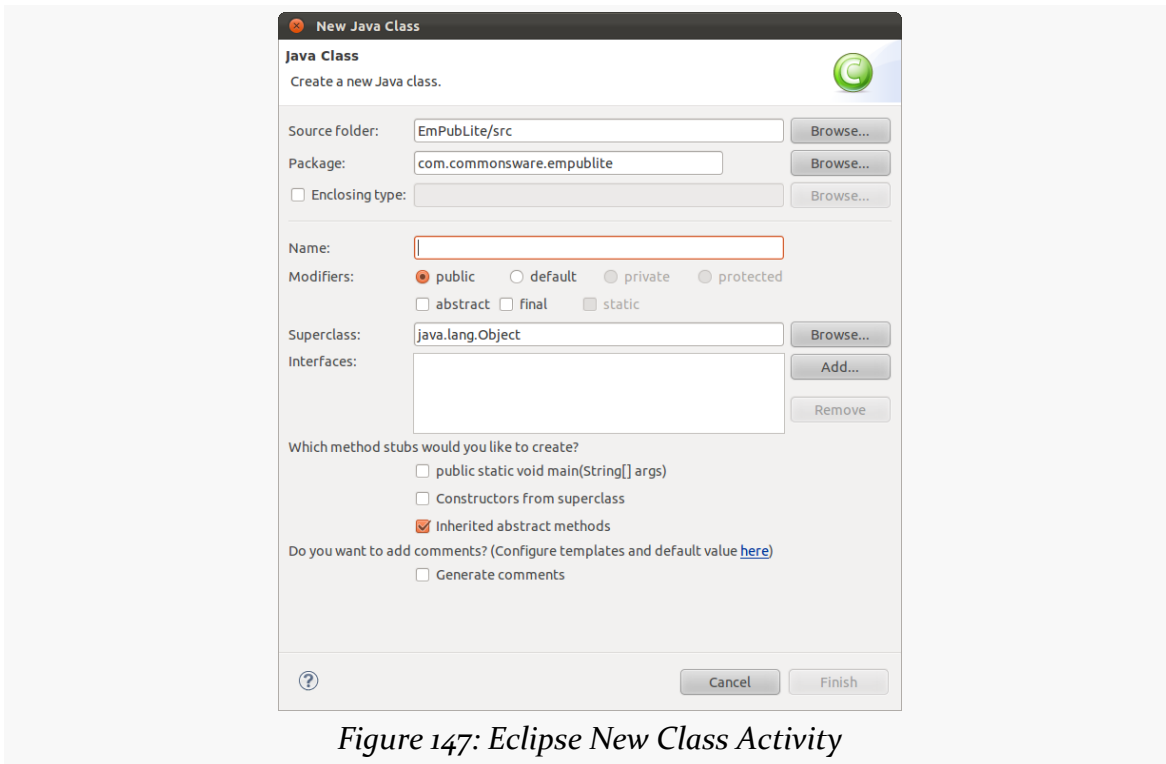 New Java Class
Java Class
Create a new Java class.
C
Source folder: EmPubLite/src Browse...
Package: com.commonsware.empublite Browse...
Enclosing type: Browse...
Name:
Modifiers: public default private protected
abstract final static
Superclass: java.lang.Object Browse...
Interfaces: Add...
Remove
Which method stubs would you like to create?
public static void main(String[] args)
Constructors from superclass
Inherited abstract methods
Do you want to add comments? (Configure templates and default value here)
Generate comments
? Cancel Finish
Figure 147: Eclipse New Class Activity